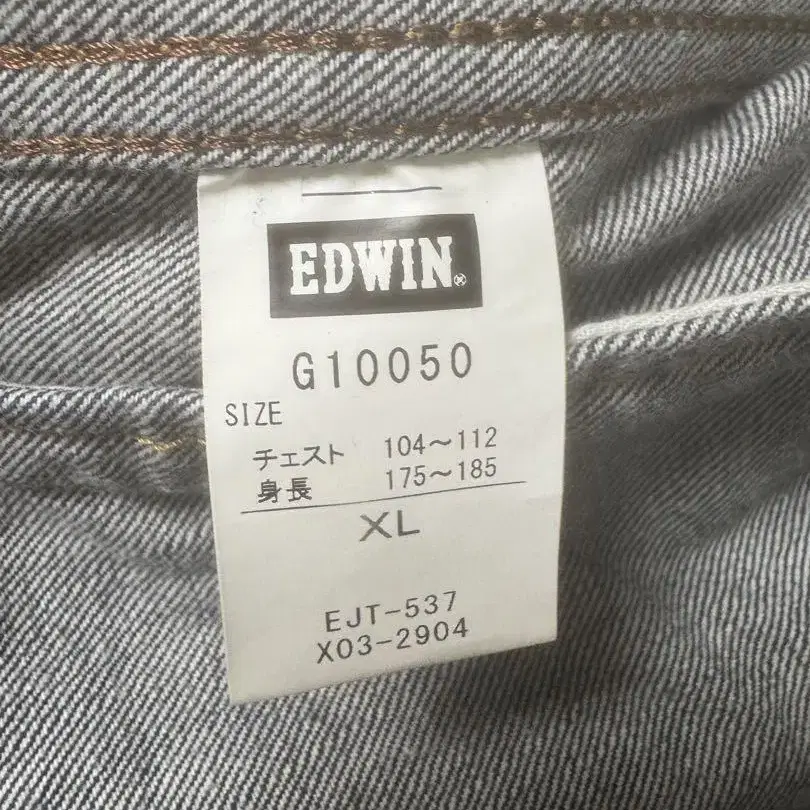 EDWIN®
G10050
SIZE
チェスト 104～112
身長 175～185
XL
EJT-537
X03-2904